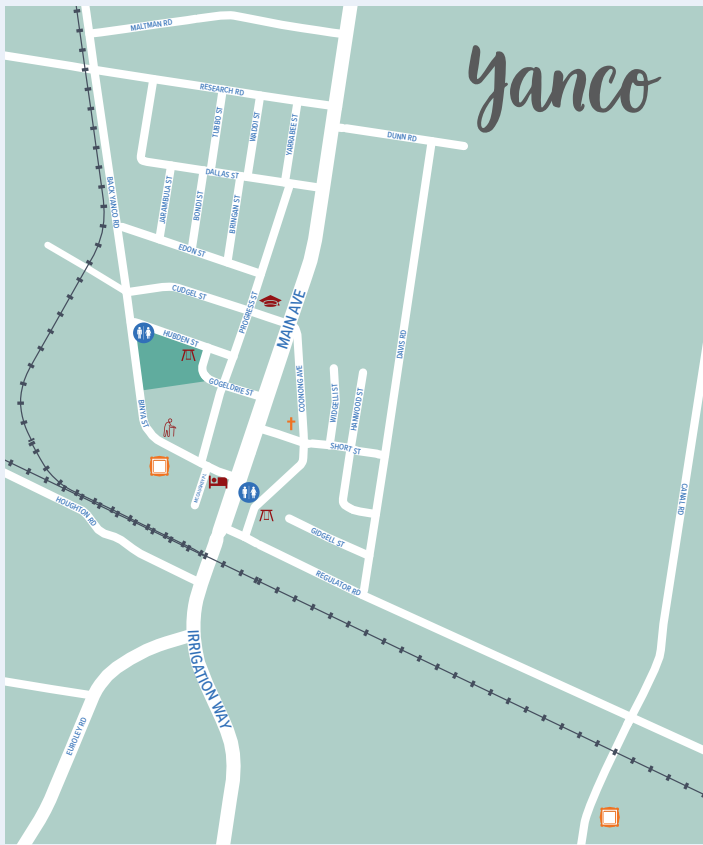 MALTMAN RD
Yanco
RESEARCH RD
TURBO ST
WADDI ST
YARRABEE ST
DUNN RD
DALLAS ST
BACK YANCO RD
JARAMBULA ST
BONDI ST
BRINGAN ST
EDON ST
CUDGEL ST
PROGRESS ST
MAIN AVE
HUBDEN ST
DAVIS RD
GOGELDRIE ST
COONONG AVE
WIDGELLI ST
HANWOOD ST
BINYA ST
SHORT ST
CANAL RD
HOUGHTON RD
GIDGELL ST
REGULATOR RD
IRRIGATION WAY
EUROLEY RD